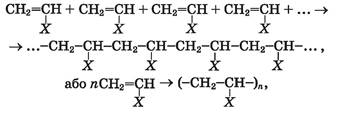 CH₂=CH + CH₂=CH + CH₂=CH + CH₂=CH + ... →
X X X X
→ ...–CH₂–CH–CH₂–CH–CH₂–CH–CH₂–CH–... ,
X X X X
або nCH₂=CH → (–CH₂–CH–)ₙ,
X X